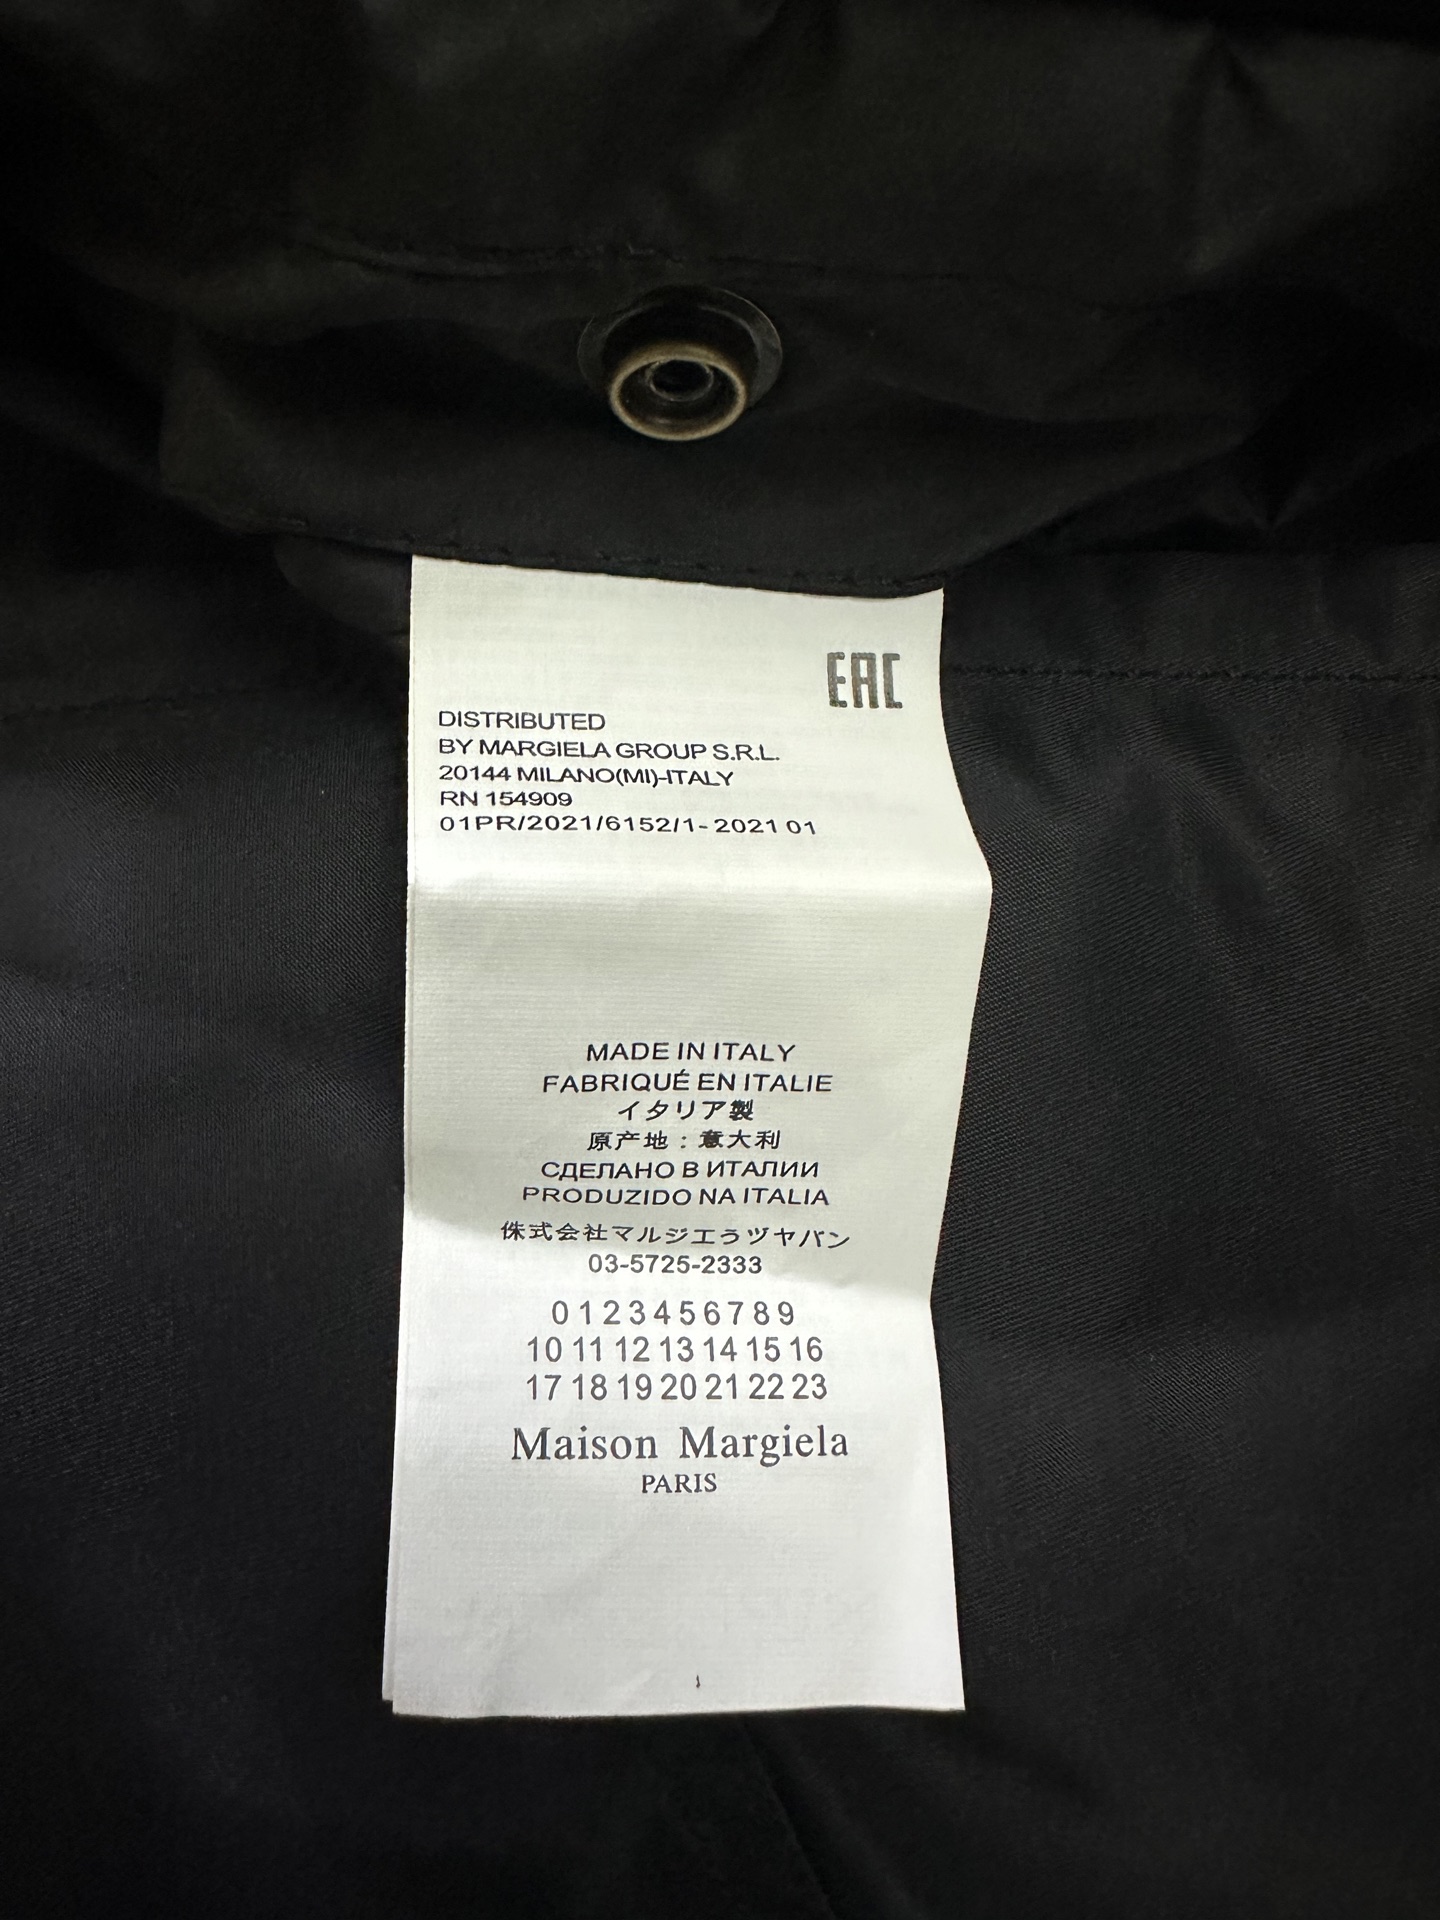 EAC
DISTRIBUTED
BY MARGIELA GROUP S.R.L.
20144 MILANO(MI)-ITALY
RN 154909
01PR/2021/6152/1- 2021 01
MADE IN ITALY
FABRIQUÉ EN ITALIE
イタリア製
原产地：意大利
СДЕЛАНО В ИТАЛИИ
PRODUZIDO NA ITALIA
侏式会社マルジエラヅヤバン
03-5725-2333
0 1 2 3 4 5 6 7 8 9
10 11 12 13 14 15 16
17 18 19 20 21 22 23
Maison Margiela
PARIS